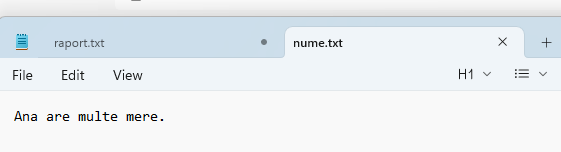 raport.txt
nume.txt
File Edit View H1
Ana are multe mere.